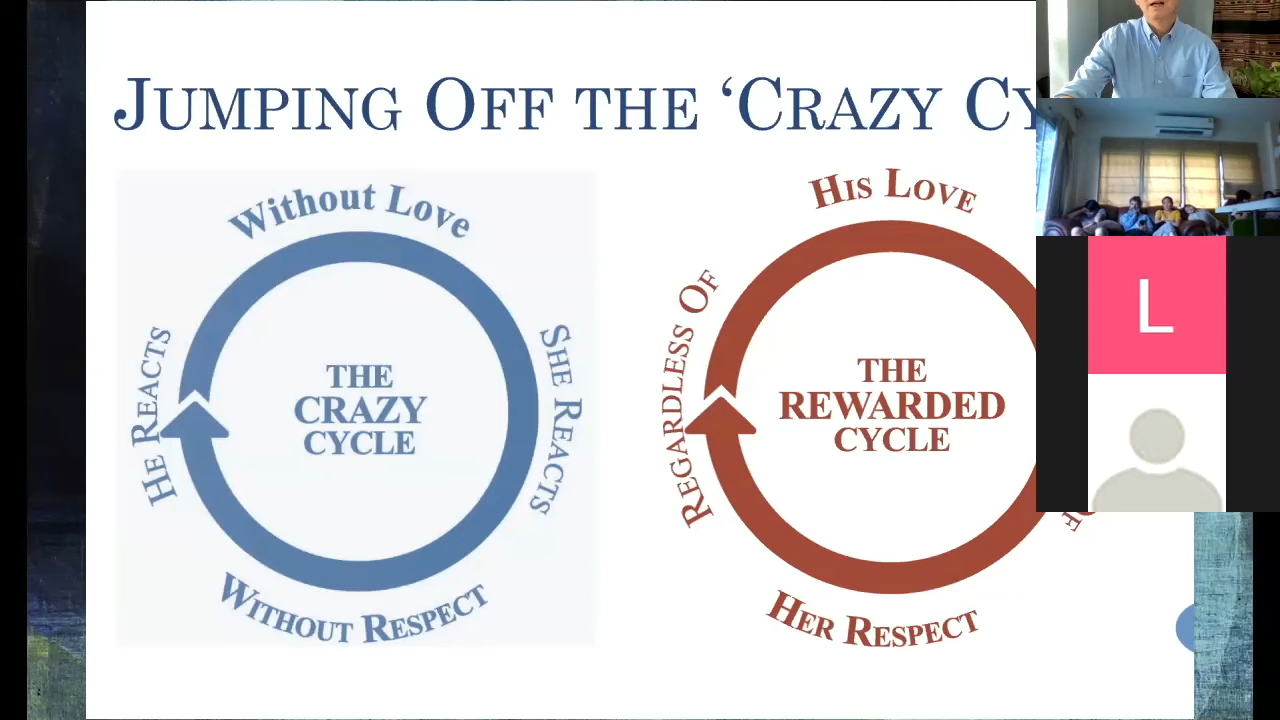 JUMPING OFF THE ‘CRAZY CY
Without Love
HE REACTS
SHE REACTS
THE
CRAZY
CYCLE
WITHOUT RESPECT
HIS LOVE
REGARDLESS OF
THE
REWARDED
CYCLE
HER RESPECT
L